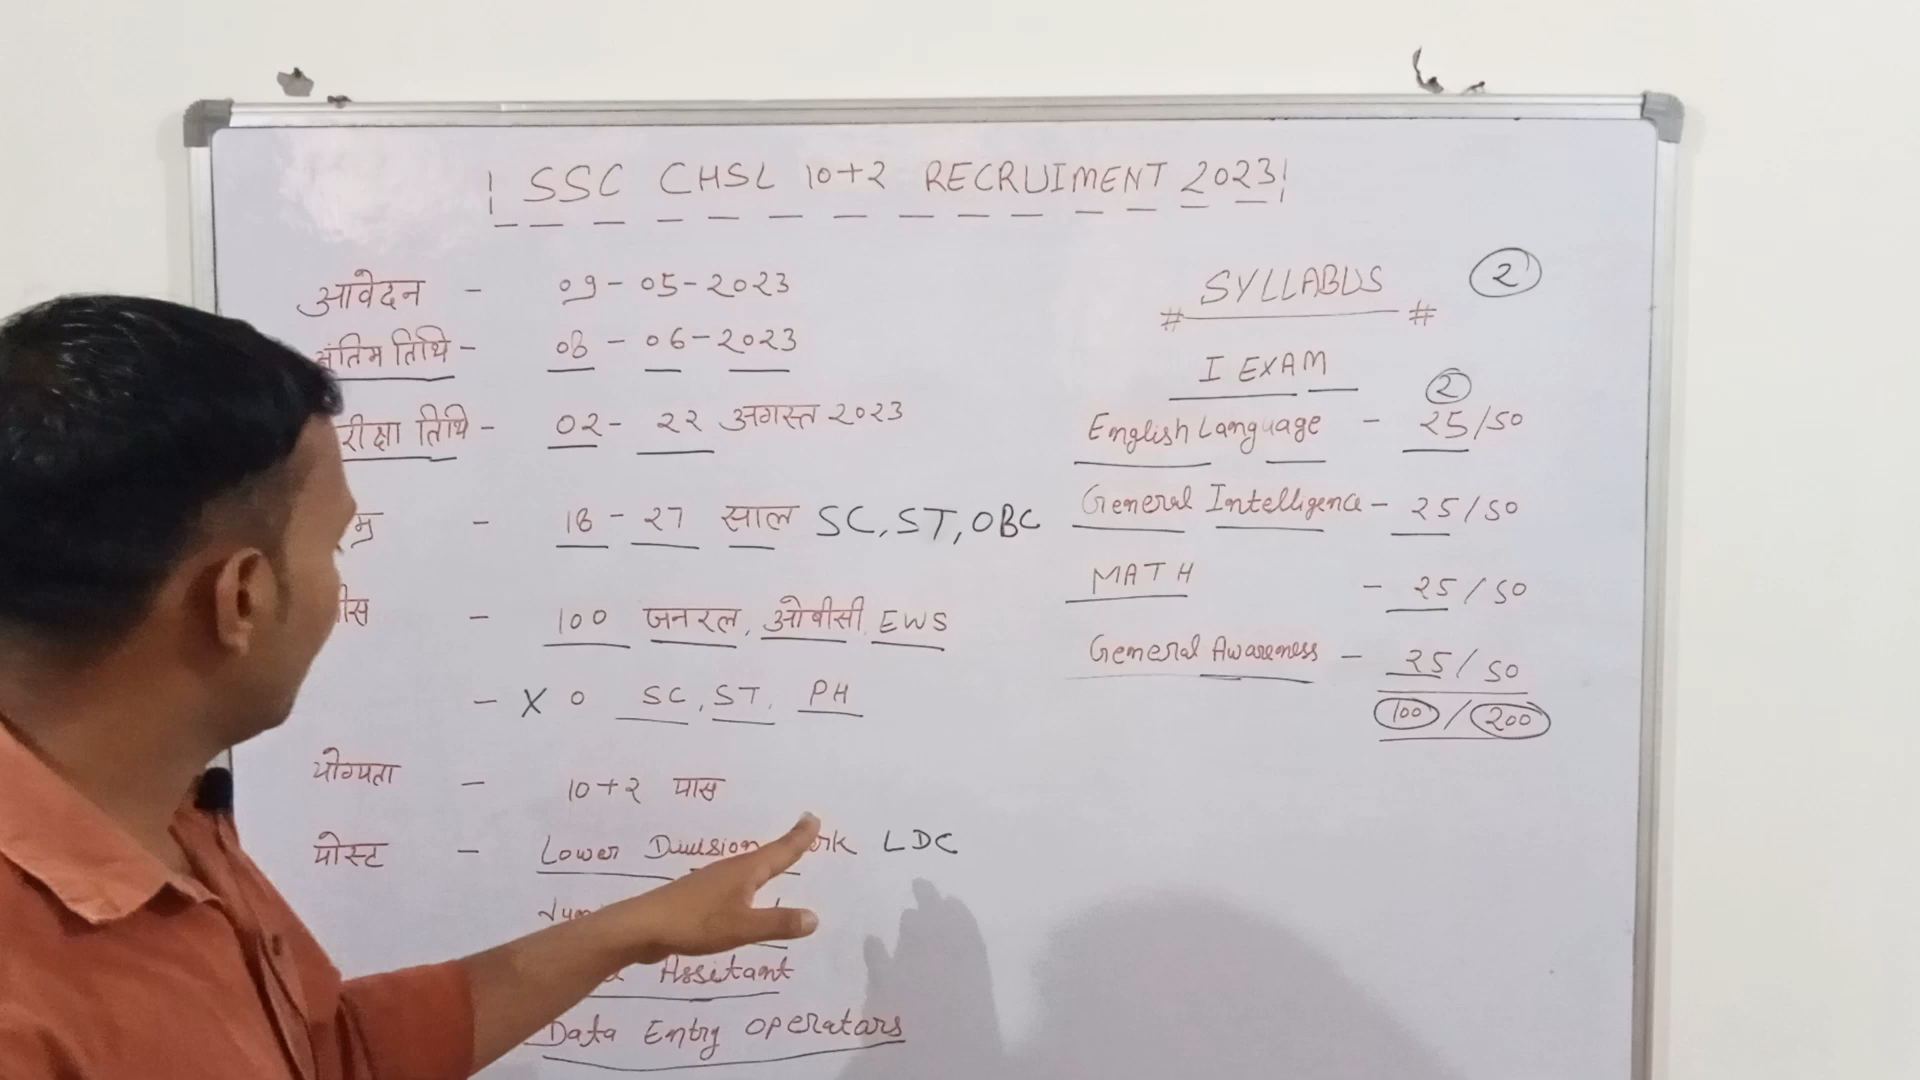 SSC CHSL 10+2 RECRUIMENT 2023
आवेदन - 09-05-2023
अंतिम तिथि - 08-06-2023
रीक्षा तिथि - 02-22 अगस्त 2023
म्र - 18-27 साल SC, ST, OBC
ीस - 100 जनरल, ओबीसी, EWS
- X 0 SC, ST, PH
योग्यता - 10+2 पास
पोस्ट - Lower Division LDC
Assitant
Data Entry Operatars
SYLLABUS 2
# #
I EXAM
2
English Language - 25/50
General Intelligence - 25/50
MATH - 25/50
General Awareness - 25/50
100/200